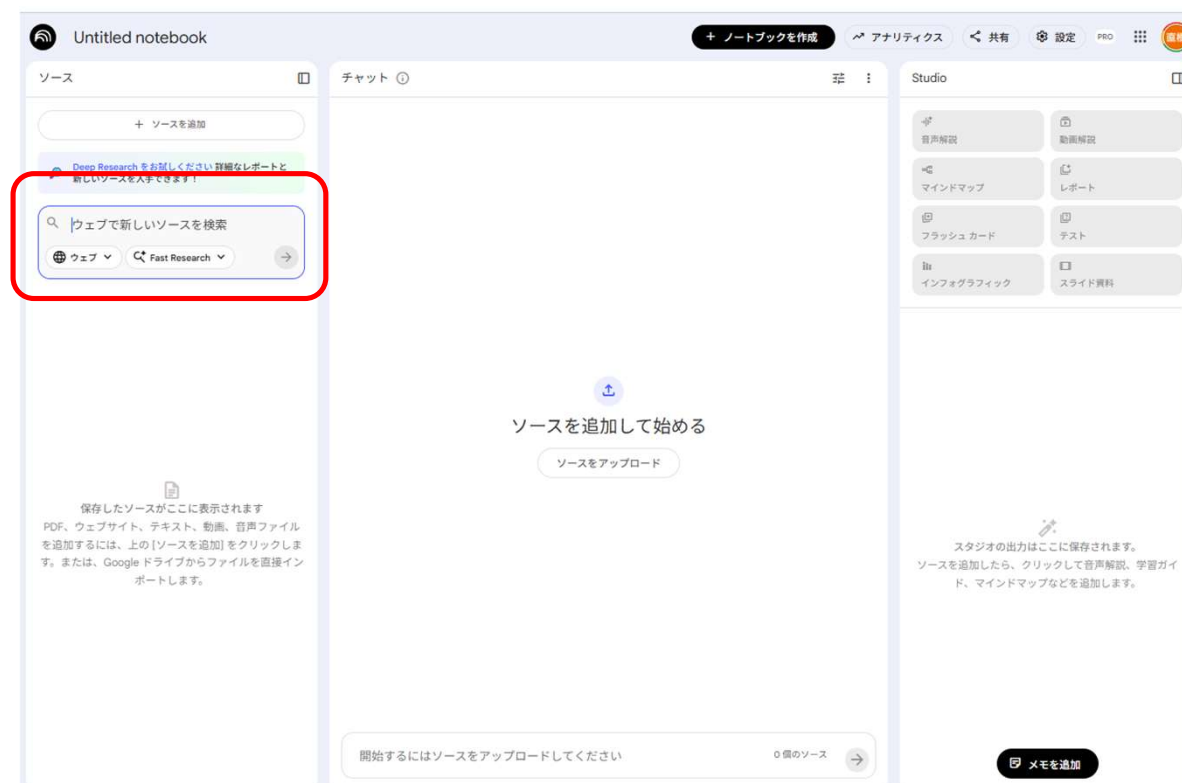 Untitled notebook
+ ノートブックを作成
アナリティクス
共有
設定
PRO
ソース
+ ソースを追加
Deep Research をお試しください 詳細なレポートと
新しいソースを入手できます！
ウェブで新しいソースを検索
ウェブ
Fast Research
保存したソースがここに表示されます
PDF、ウェブサイト、テキスト、動画、音声ファイル
を追加するには、上の [ソースを追加] をクリックしま
す。または、Google ドライブからファイルを直接イン
ポートします。
チャット
ソースを追加して始める
ソースをアップロード
開始するにはソースをアップロードしてください
0 個のソース
Studio
音声解説
動画解説
マインドマップ
レポート
フラッシュ カード
テスト
インフォグラフィック
スライド資料
スタジオの出力はここに保存されます。
ソースを追加したら、クリックして音声解説、学習ガイ
ド、マインドマップなどを追加します。
メモを追加